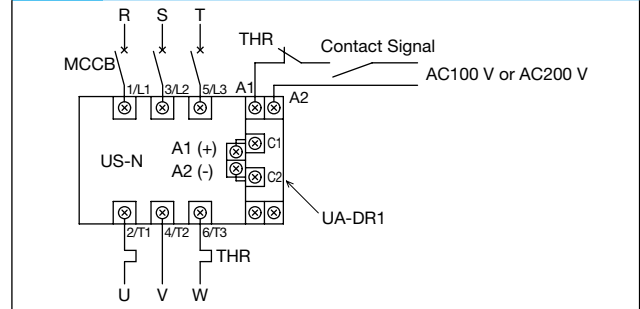 R S T
THR
Contact Signal
MCCB
AC100 V or AC200 V
1/L1 3/L2 5/L3 A1 A2
C1
US-N
A1 (+)
A2 (-)
C2
UA-DR1
2/T1 4/T2 6/T3
THR
U V W